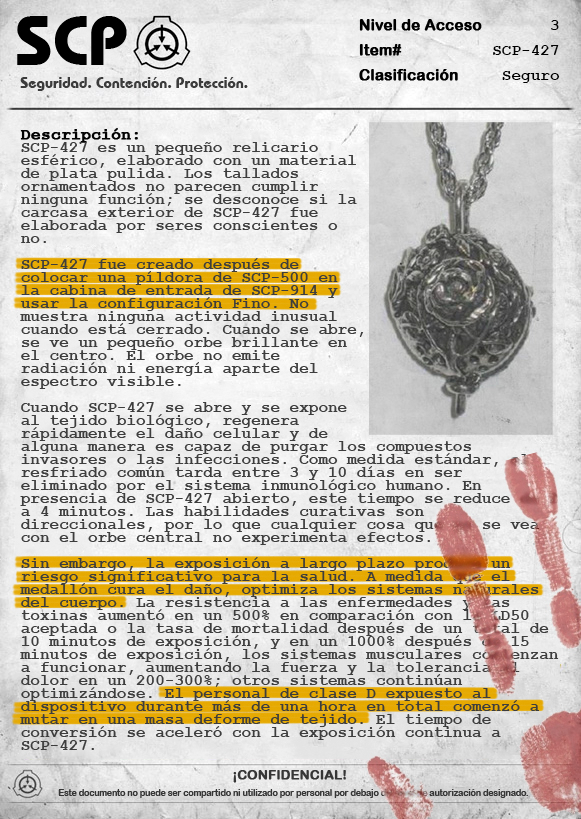 SCP
Seguridad. Contención. Protección.
Nivel de Acceso 3
Item# SCP-427
Clasificación Seguro
Descripción:
SCP-427 es un pequeño relicario
esférico, elaborado con un material
de plata pulida. Los tallados
ornamentados no parecen cumplir
ninguna función; se desconoce si la
carcasa exterior de SCP-427 fue
elaborada por seres conscientes o
no.
SCP-427 fue creado después de
colocar una píldora de SCP-500 en
la cabina de entrada de SCP-914 y
usar la configuración Fino. No
muestra ninguna actividad inusual
cuando está cerrado. Cuando se abre,
se ve un pequeño orbe brillante en
el centro. El orbe no emite
radiación ni energía aparte del
espectro visible.
Cuando SCP-427 se abre y se expone
al tejido biológico, regenera
rápidamente el daño celular y de
alguna manera es capaz de purgar los compuestos
invasores o las infecciones. Como medida estándar, el
resfriado común tarda entre 3 y 10 días en ser
eliminado por el sistema inmunológico humano. En
presencia de SCP-427 abierto, este tiempo se reduce
a 4 minutos. Las habilidades curativas son
direccionales, por lo que cualquier cosa que se vea
con el orbe central no experimenta efectos.
Sin embargo, la exposición a largo plazo produce un
riesgo significativo para la salud. A medida que el
medallón cura el daño, optimiza los sistemas naturales
del cuerpo. La resistencia a las enfermedades y las
toxinas aumentó en un 500% en comparación con la LD50
aceptada o la tasa de mortalidad después de un total de
10 minutos de exposición, y en un 1000% después 15
minutos de exposición, los sistemas musculares comienzan
a funcionar, aumentando la fuerza y la tolerancia al
dolor en un 200-300%; otros sistemas continúan
optimizándose. El personal de clase D expuesto al
dispositivo durante más de una hora en total comenzó a
mutar en una masa deforme de tejido. El tiempo de
conversión se aceleró con la exposición continua a
SCP-427.
¡CONFIDENCIAL!
Este documento no puede ser compartido ni utilizado por personal por debajo autorización designado.